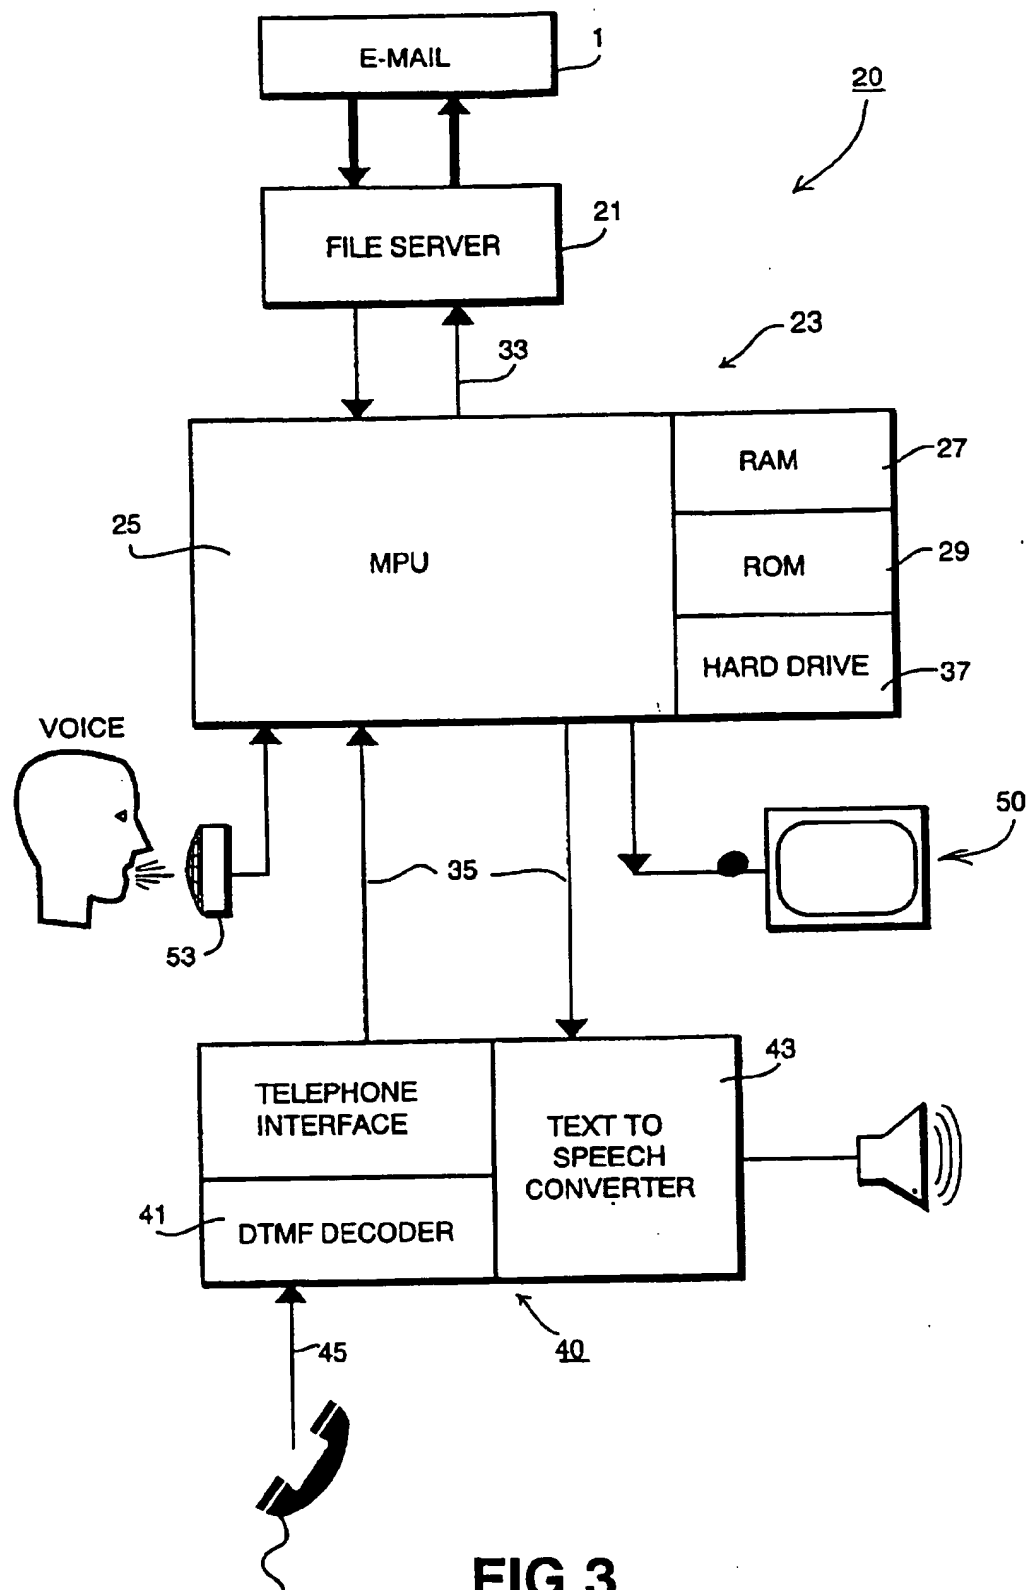 E-MAIL
1
20
FILE SERVER
21
33
23
RAM
27
25
MPU
ROM
29
HARD DRIVE
37
VOICE
50
35
53
TELEPHONE
INTERFACE
43
TEXT TO
SPEECH
CONVERTER
41
DTMF DECODER
45
40
FIG.3